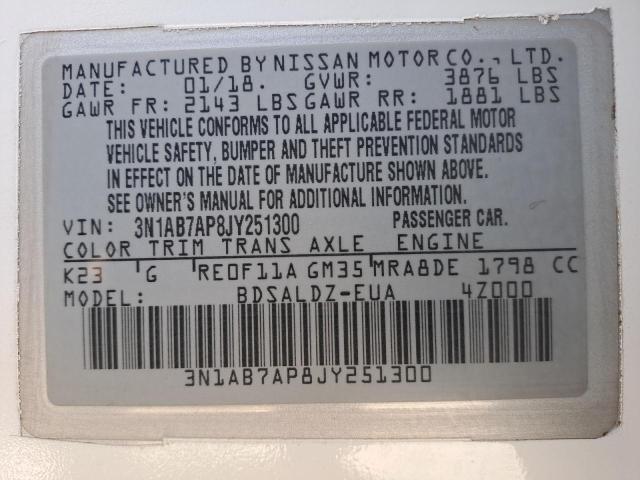 MANUFACTURED BY NISSAN MOTOR CO., LTD.
DATE: 01/18. GVWR: 3876 LBS
GAWR FR: 2143 LBS GAWR RR: 1881 LBS
THIS VEHICLE CONFORMS TO ALL APPLICABLE FEDERAL MOTOR
VEHICLE SAFETY, BUMPER AND THEFT PREVENTION STANDARDS
IN EFFECT ON THE DATE OF MANUFACTURE SHOWN ABOVE.
SEE OWNER'S MANUAL FOR ADDITIONAL INFORMATION.
VIN: 3N1AB7AP8JY251300 PASSENGER CAR.
COLOR TRIM TRANS AXLE ENGINE
K23 G RE0F11A GM35 MRA8DE 1798 CC
MODEL: BDSALDZ-EUA 4Z000
3N1AB7AP8JY251300